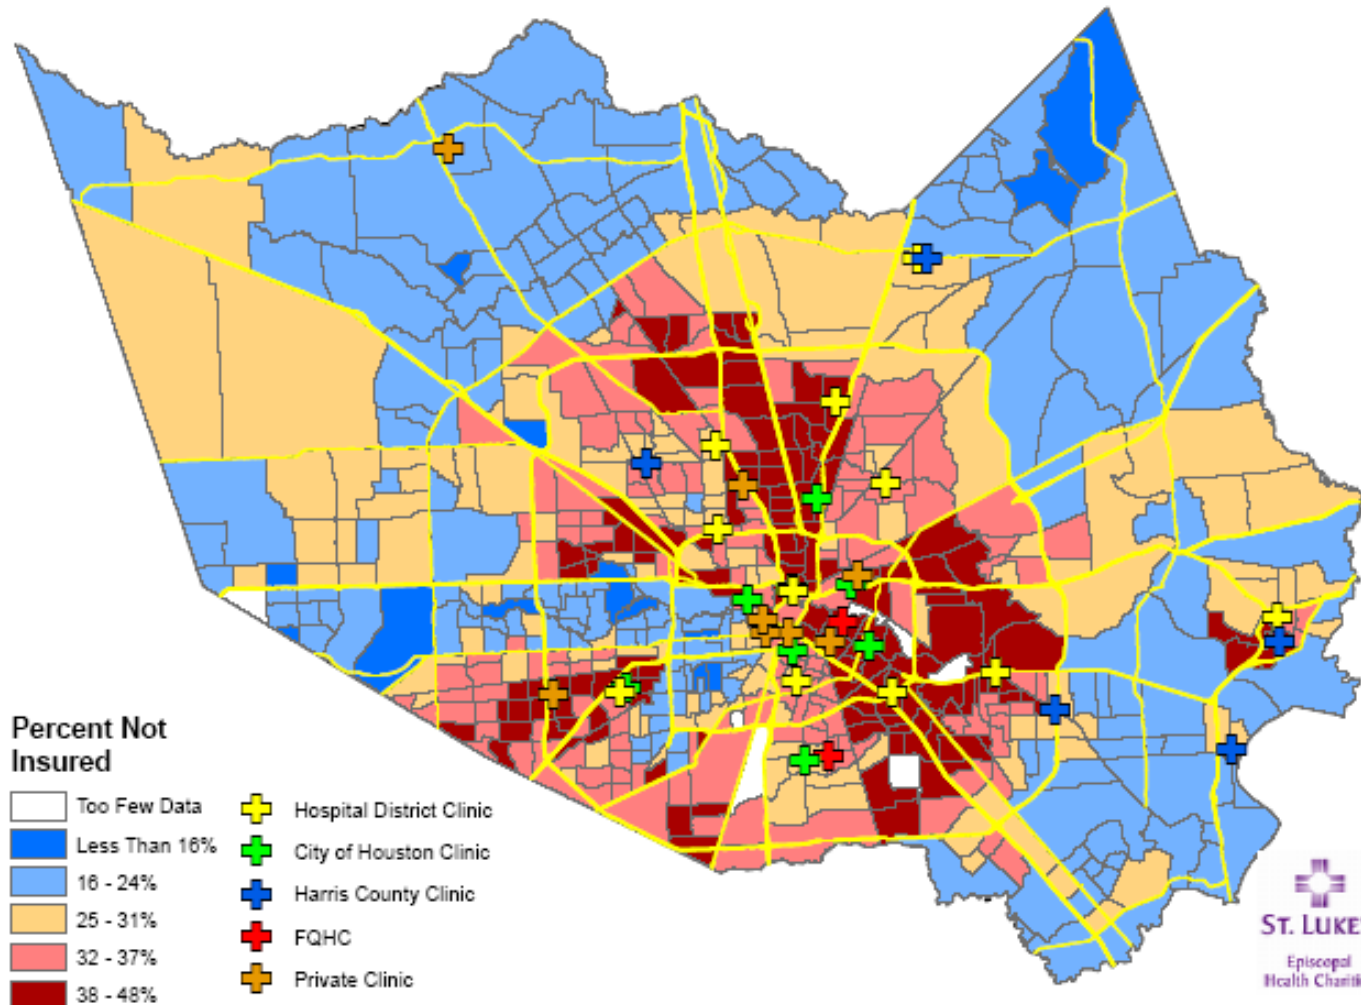 Percent Not
Insured
Too Few Data
Less Than 16%
16 - 24%
25 - 31%
32 - 37%
38 - 48%
Hospital District Clinic
City of Houston Clinic
Harris County Clinic
FQHC
Private Clinic
ST. LUKE
Episcopal
Health Chariti